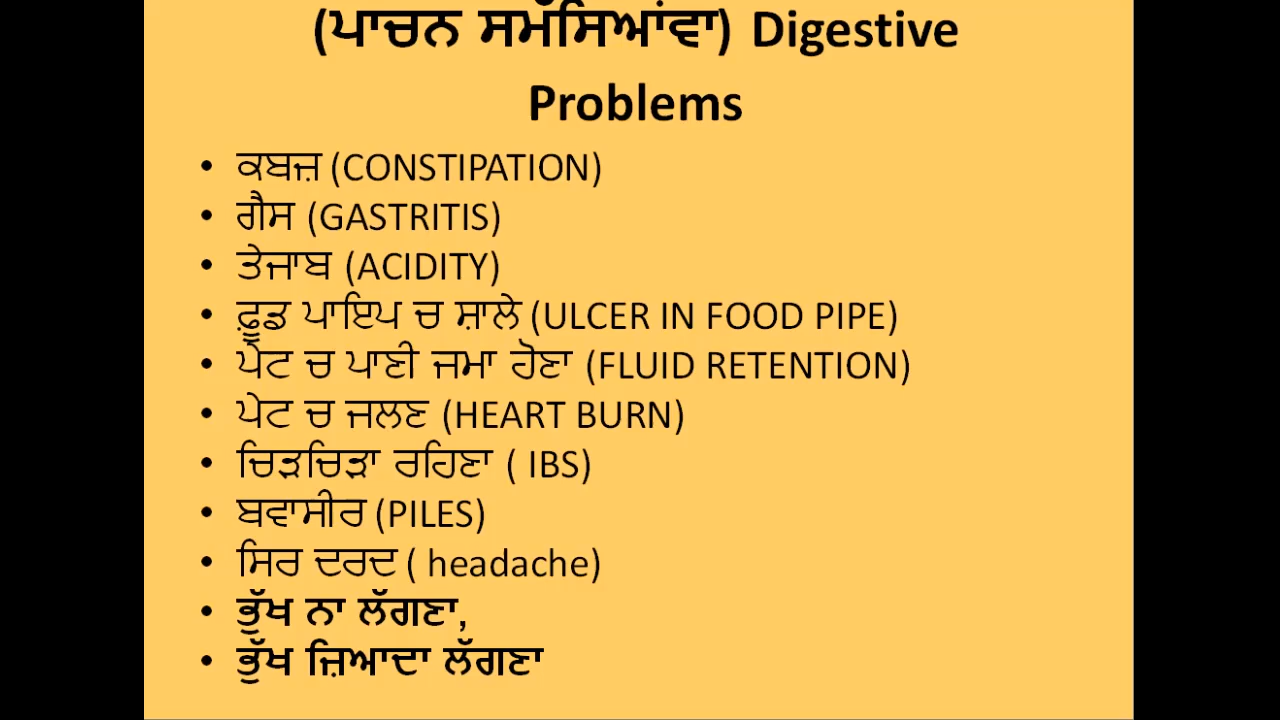 (ਪਾਚਨ ਸਮੱਸਿਆਂਵਾ) Digestive
Problems
• ਕਬਜ਼ (CONSTIPATION)
• ਗੈਸ (GASTRITIS)
• ਤੇਜਾਬ (ACIDITY)
• ਫ਼ੂਡ ਪਾਇਪ ਚ ਸ਼ਾਲੇ (ULCER IN FOOD PIPE)
• ਪੇਟ ਚ ਪਾਣੀ ਜਮਾ ਹੋਣਾ (FLUID RETENTION)
• ਪੇਟ ਚ ਜਲਣ (HEART BURN)
• ਚਿੜਚਿੜਾ ਰਹਿਣਾ ( IBS)
• ਬਵਾਸੀਰ (PILES)
• ਸਿਰ ਦਰਦ ( headache)
• ਭੁੱਖ ਨਾ ਲੱਗਣਾ,
• ਭੁੱਖ ਜ਼ਿਆਦਾ ਲੱਗਣਾ